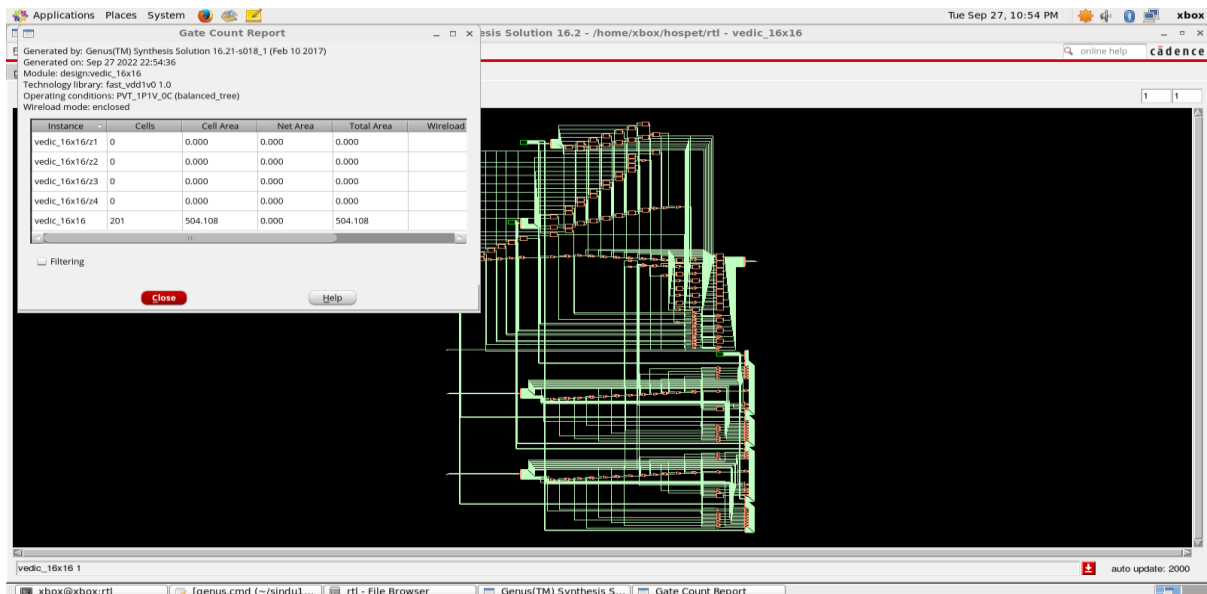 Applications Places System Tue Sep 27, 10:54 PM xbox
Gate Count Report
esis Solution 16.2 - /home/xbox/hospet/rtl - vedic_16x16
online help cādence
Generated by: Genus(TM) Synthesis Solution 16.21-s018_1 (Feb 10 2017)
Generated on: Sep 27 2022 22:54:36
Module: design:vedic_16x16
Technology library: fast_vdd1v0 1.0
Operating conditions: PVT_1P1V_0C (balanced_tree)
Wireload mode: enclosed
1 1
Instance Cells Cell Area Net Area Total Area Wireload
vedic_16x16/z1 0 0.000 0.000 0.000
vedic_16x16/z2 0 0.000 0.000 0.000
vedic_16x16/z3 0 0.000 0.000 0.000
vedic_16x16/z4 0 0.000 0.000 0.000
vedic_16x16 201 504.108 0.000 504.108
Filtering
Close Help
vedic_16x16 1 auto update: 2000
xbox@xbox:rtl [genus.cmd (~/sindu1... rtl - File Browser Genus(TM) Synthesis S... Gate Count Report